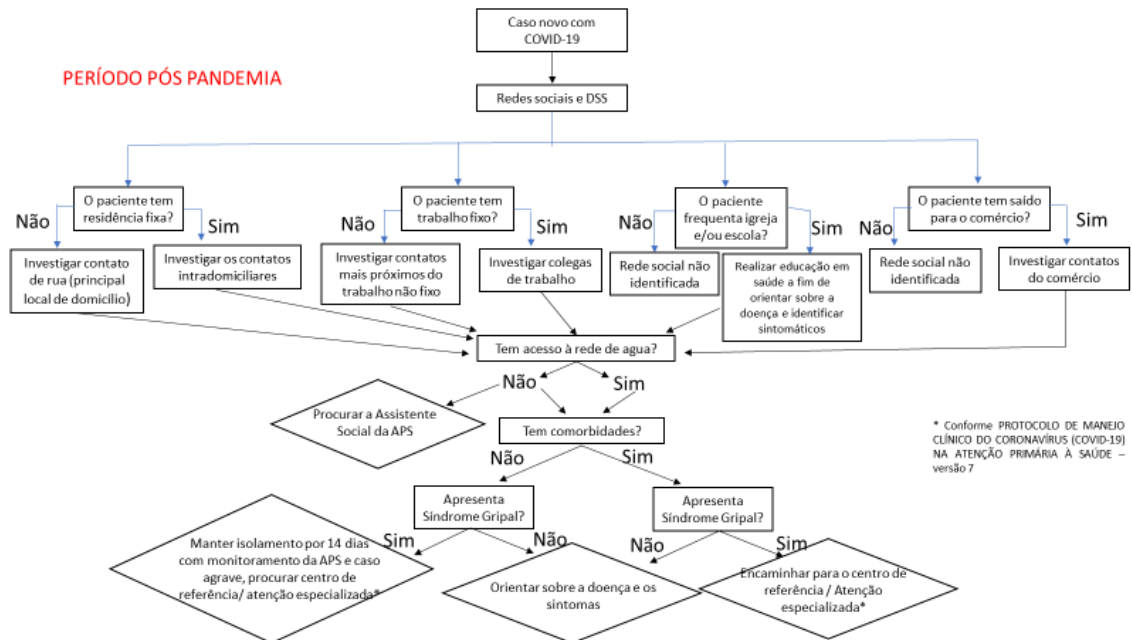 Caso novo com
COVID-19
PERÍODO PÓS PANDEMIA
Redes sociais e DSS
O paciente tem
residência fixa?
Não
Sim
O paciente tem
trabalho fixo?
Não
Sim
O paciente
frequenta igreja
e/ou escola?
Não
Sim
O paciente tem saído
para o comércio?
Não
Sim
Investigar contato
de rua (principal
local de domicílio)
Investigar os contatos
intradomiciliares
Investigar contatos
mais próximos do
trabalho não fixo
Investigar colegas
de trabalho
Rede social não
identificada
Realizar educação em
saúde a fim de
orientar sobre a
doença e identificar
sintomáticos
Rede social não
identificada
Investigar contatos
do comércio
Tem acesso à rede de agua?
Não
Sim
Procurar a Assistente
Social da APS
Tem comorbidades?
Não
Sim
* Conforme PROTOCOLO DE MANEJO
CLÍNICO DO CORONAVÍRUS (COVID-19)
NA ATENÇÃO PRIMÁRIA À SAÚDE –
versão 7
Apresenta
Síndrome Gripal?
Sim
Não
Apresenta
Síndrome Gripal?
Não
Sim
Manter isolamento por 14 dias
com monitoramento da APS e caso
agrave, procurar centro de
referência/ atenção especializada*
Orientar sobre a doença e os
sintomas
Encaminhar para o centro de
referência / Atenção
especializada*